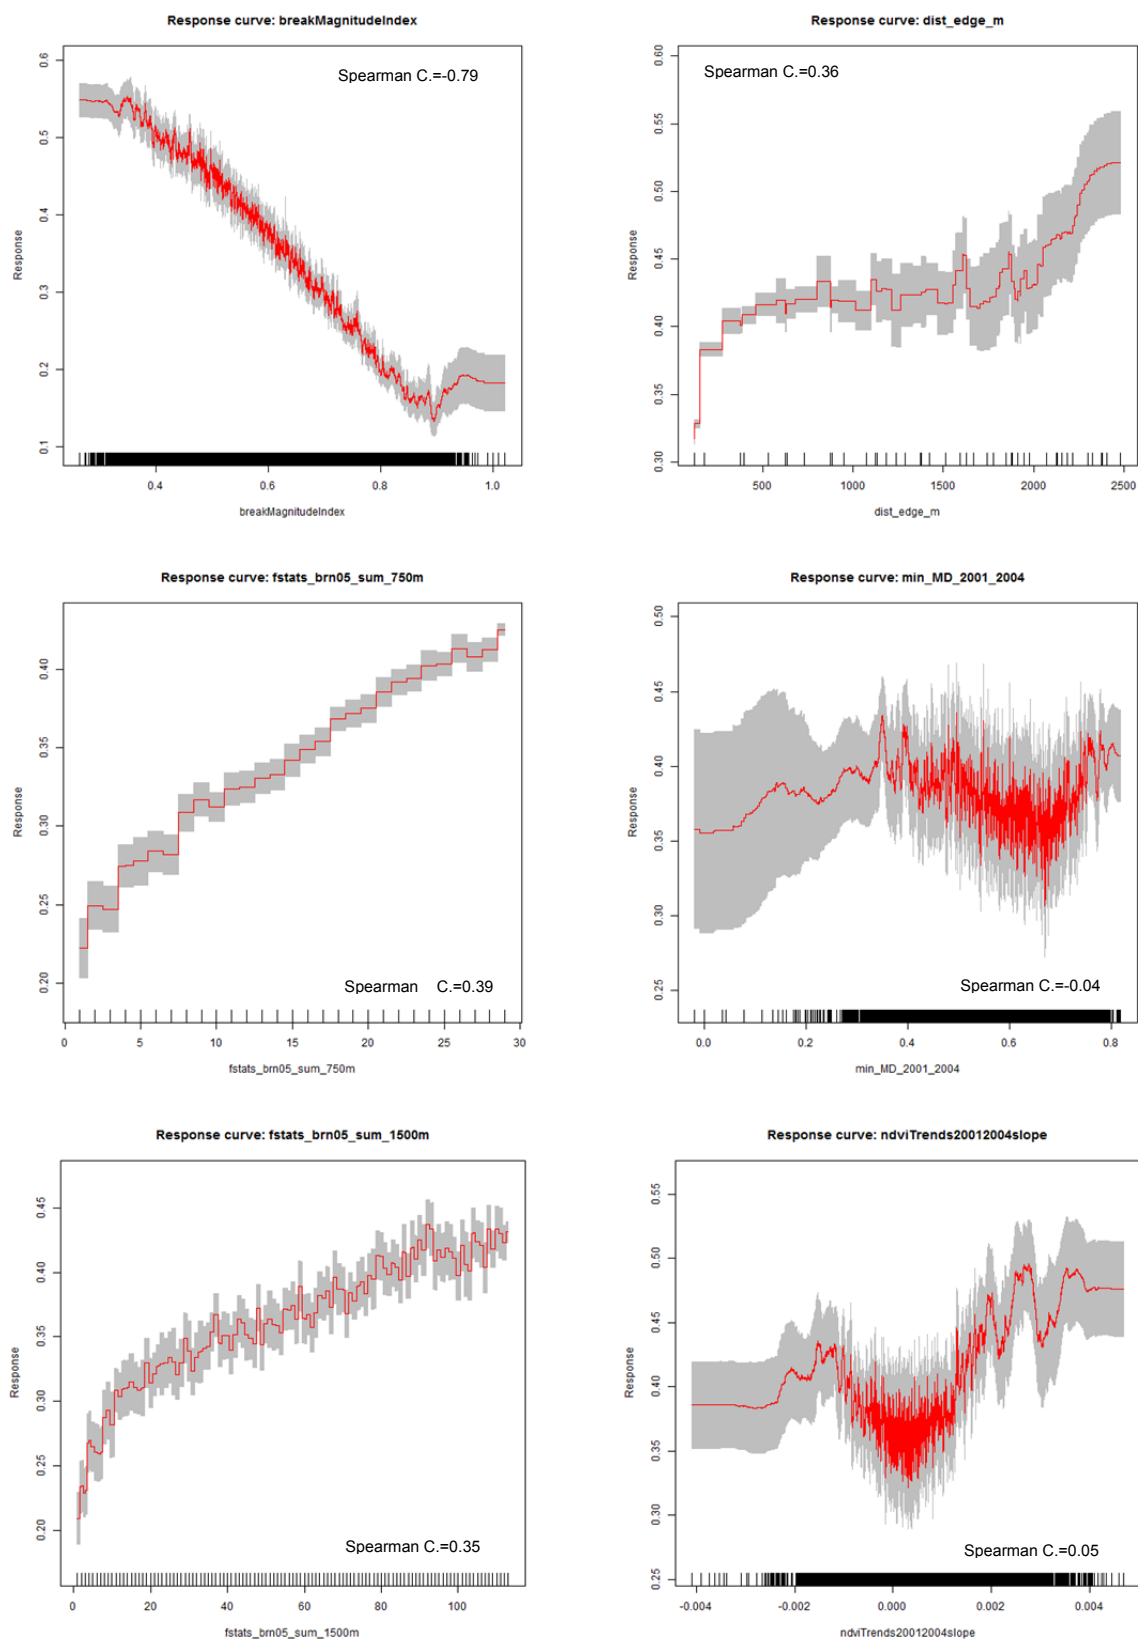 Response curve: breakMagnitudeIndex
Spearman C.=-0.79
Response
0.1
0.2
0.3
0.4
0.5
0.6
0.4
0.6
0.8
1.0
breakMagnitudeIndex
Response curve: dist_edge_m
Spearman C.=0.36
Response
0.30
0.35
0.40
0.45
0.50
0.55
0.60
500
1000
1500
2000
2500
dist_edge_m
Response curve: fstats_brn05_sum_750m
Response
0.20
0.25
0.30
0.35
0.40
Spearman C.=0.39
0
5
10
15
20
25
30
fstats_brn05_sum_750m
Response curve: min_MD_2001_2004
Response
0.25
0.30
0.35
0.40
0.45
0.50
Spearman C.=-0.04
0.0
0.2
0.4
0.6
0.8
min_MD_2001_2004
Response curve: fstats_brn05_sum_1500m
Response
0.20
0.25
0.30
0.35
0.40
0.45
Spearman C.=0.35
0
20
40
60
80
100
fstats_brn05_sum_1500m
Response curve: ndviTrends20012004slope
Response
0.25
0.30
0.35
0.40
0.45
0.50
0.55
Spearman C.=0.05
-0.004
-0.002
0.000
0.002
0.004
ndviTrends20012004slope